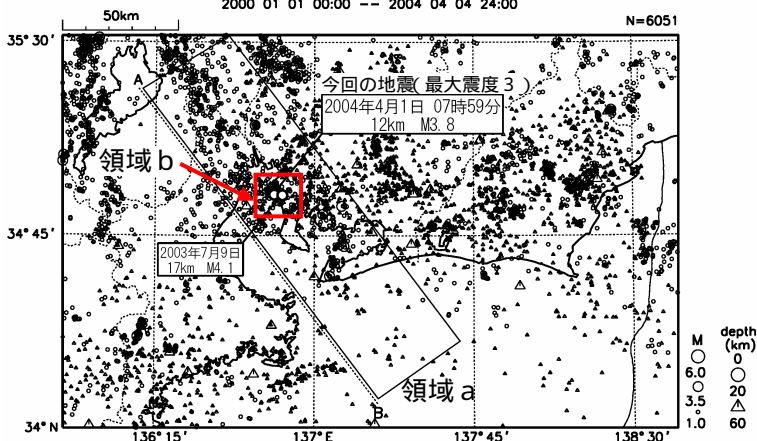 2000 01 01 00:00 -- 2004 04 04 24:00
50km
N=6051
35°30'
A
今回の地震(最大震度3)
2004年4月1日 07時59分
12km M3.8
領域b
34°45'
2003年7月9日
17km M4.1
領域a
B
34°N
136°15'
137°E
137°45'
138°30'
M
6.0
3.5
1.0
depth
(km)
0
20
60